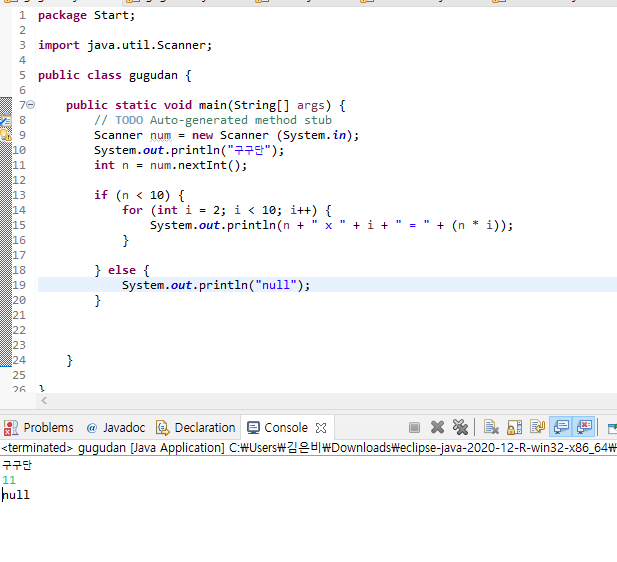 1 package Start;
2
3 import java.util.Scanner;
4
5 public class gugudan {
6
7 public static void main(String[] args) {
8 // TODO Auto-generated method stub
9 Scanner num = new Scanner (System.in);
10 System.out.println("구구단");
11 int n = num.nextInt();
12
13 if (n < 10) {
14 for (int i = 2; i < 10; i++) {
15 System.out.println(n + " x " + i + " = " + (n * i));
16 }
17
18 } else {
19 System.out.println("null");
20 }
21
22
23
24 }
25
26 }
Problems @ Javadoc Declaration Console
<terminated> gugudan [Java Application] C:₩Users₩김은비₩Downloads₩eclipse-java-2020-12-R-win32-x86_64₩
구구단
11
null